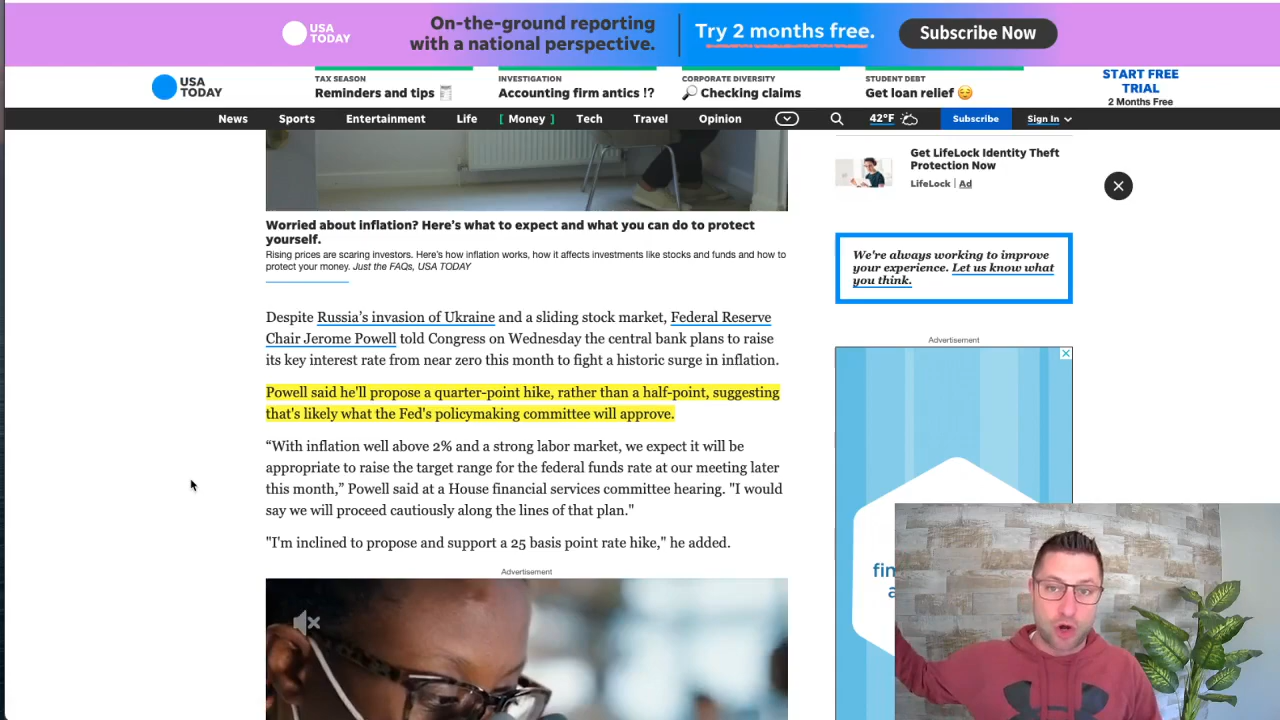 USA
TODAY
On-the-ground reporting
with a national perspective.
Try 2 months free.
Subscribe Now
USA
TODAY
TAX SEASON
Reminders and tips
INVESTIGATION
Accounting firm antics !?
CORPORATE DIVERSITY
Checking claims
STUDENT DEBT
Get loan relief
START FREE
TRIAL
2 Months Free
News Sports Entertainment Life [ Money ] Tech Travel Opinion 42°F Subscribe Sign In
Worried about inflation? Here's what to expect and what you can do to protect
yourself.
Rising prices are scaring investors. Here's how inflation works, how it affects investments like stocks and funds and how to
protect your money. Just the FAQs, USA TODAY
Despite Russia's invasion of Ukraine and a sliding stock market, Federal Reserve
Chair Jerome Powell told Congress on Wednesday the central bank plans to raise
its key interest rate from near zero this month to fight a historic surge in inflation.
Powell said he'll propose a quarter-point hike, rather than a half-point, suggesting
that's likely what the Fed's policymaking committee will approve.
“With inflation well above 2% and a strong labor market, we expect it will be
appropriate to raise the target range for the federal funds rate at our meeting later
this month,” Powell said at a House financial services committee hearing. "I would
say we will proceed cautiously along the lines of that plan."
"I'm inclined to propose and support a 25 basis point rate hike," he added.
Advertisement
Get LifeLock Identity Theft
Protection Now
LifeLock | Ad
We're always working to improve
your experience. Let us know what
you think.
Advertisement
fin
a